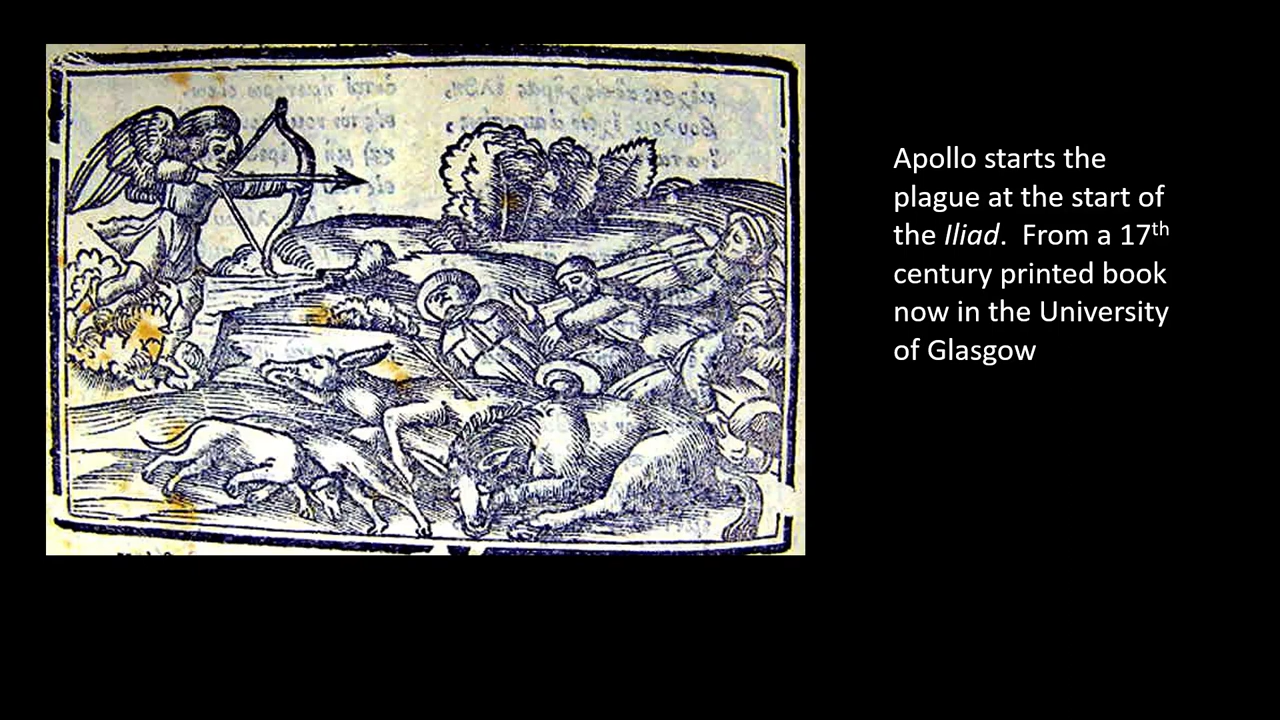 Apollo starts the
plague at the start of
the Iliad.  From a 17th
century printed book
now in the University
of Glasgow